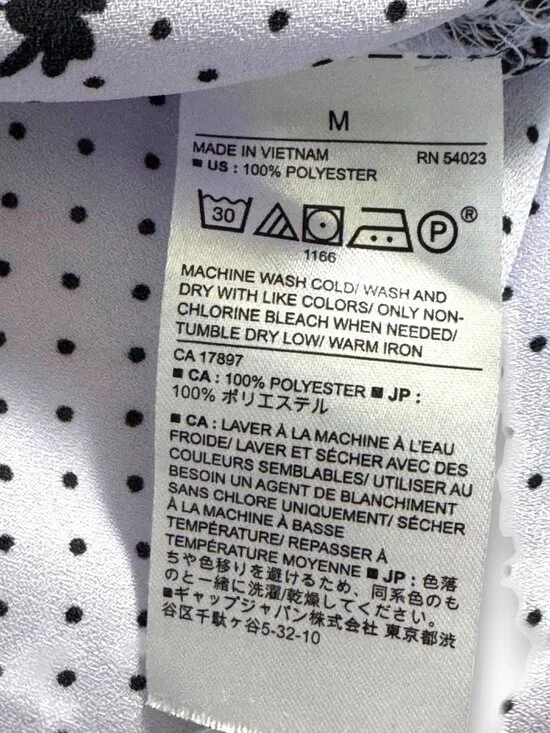 M
MADE IN VIETNAM RN 54023
■ US : 100% POLYESTER
30 P ®
1166
MACHINE WASH COLD/ WASH AND
DRY WITH LIKE COLORS/ ONLY NON-
CHLORINE BLEACH WHEN NEEDED/
TUMBLE DRY LOW/ WARM IRON
CA 17897
■ CA : 100% POLYESTER ■ JP :
100% ポリエステル
■ CA : LAVER À LA MACHINE À L'EAU
FROIDE/ LAVER ET SÉCHER AVEC DES
COULEURS SEMBLABLES/ UTILISER AU
BESOIN UN AGENT DE BLANCHIMENT
SANS CHLORE UNIQUEMENT/ SÉCHER
À LA MACHINE À BASSE
TEMPÉRATURE/ REPASSER À
TEMPÉRATURE MOYENNE ■ JP : 色落
ちや色移りを避けるため、同系色のも
のと一緒に洗濯/乾燥してください。
■ギャップジャパン株式会社 東京都渋
谷区千駄ヶ谷5-32-10